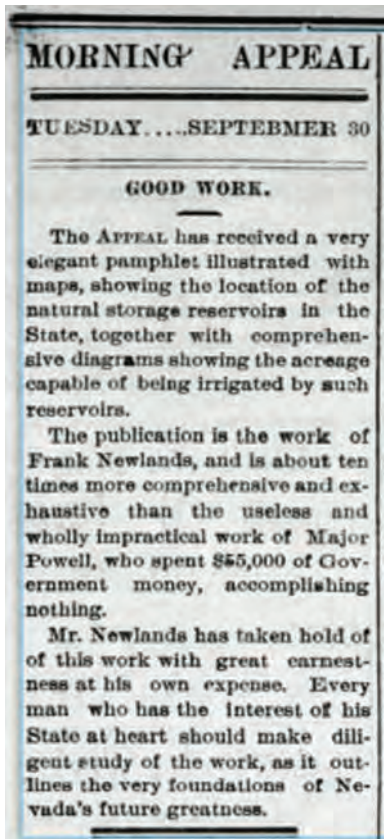 MORNING APPEAL
TUESDAY.....SEPTEBMER 30
GOOD WORK.
The APPEAL has received a very
elegant pamphlet illustrated with
maps, showing the location of the
natural storage reservoirs in the
State, together with comprehen-
sive diagrams showing the acreage
capable of being irrigated by such
reservoirs.
The publication is the work of
Frank Newlands, and is about ten
times more comprehensive and ex-
haustive than the useless and
wholly impractical work of Major
Powell, who spent $55,000 of Gov-
ernment money, accomplishing
nothing.
Mr. Newlands has taken hold of
of this work with great earnest-
ness at his own expense. Every
man who has the interest of his
State at heart should make dili-
gent study of the work, as it out-
lines the very foundations of Ne-
vada's future greatness.